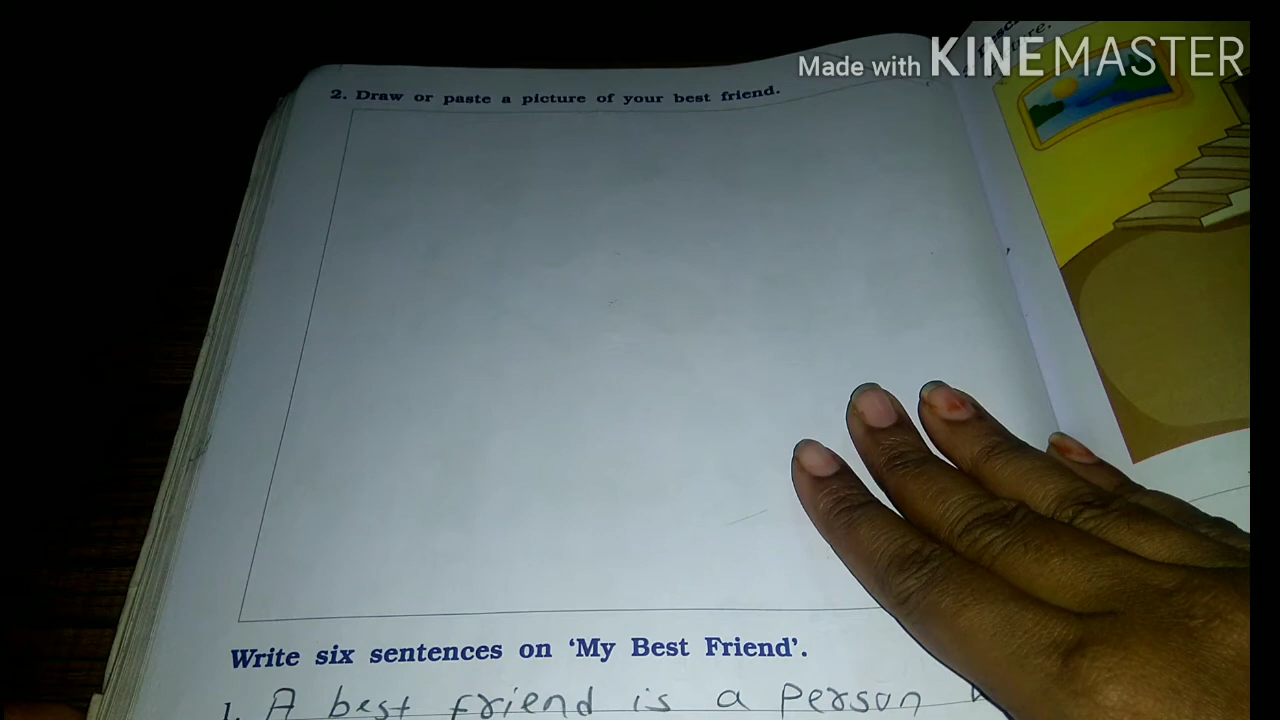 Made with KINEMASTER
2. Draw or paste a picture of your best friend.
Write six sentences on ‘My Best Friend’.
1. A best friend is a person